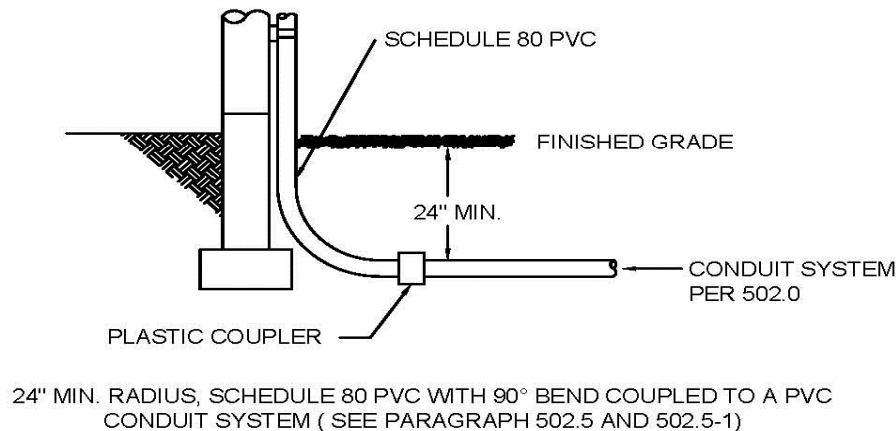 SCHEDULE 80 PVC
FINISHED GRADE
24" MIN.
CONDUIT SYSTEM
PER 502.0
PLASTIC COUPLER
24" MIN. RADIUS, SCHEDULE 80 PVC WITH 90° BEND COUPLED TO A PVC
CONDUIT SYSTEM ( SEE PARAGRAPH 502.5 AND 502.5-1)